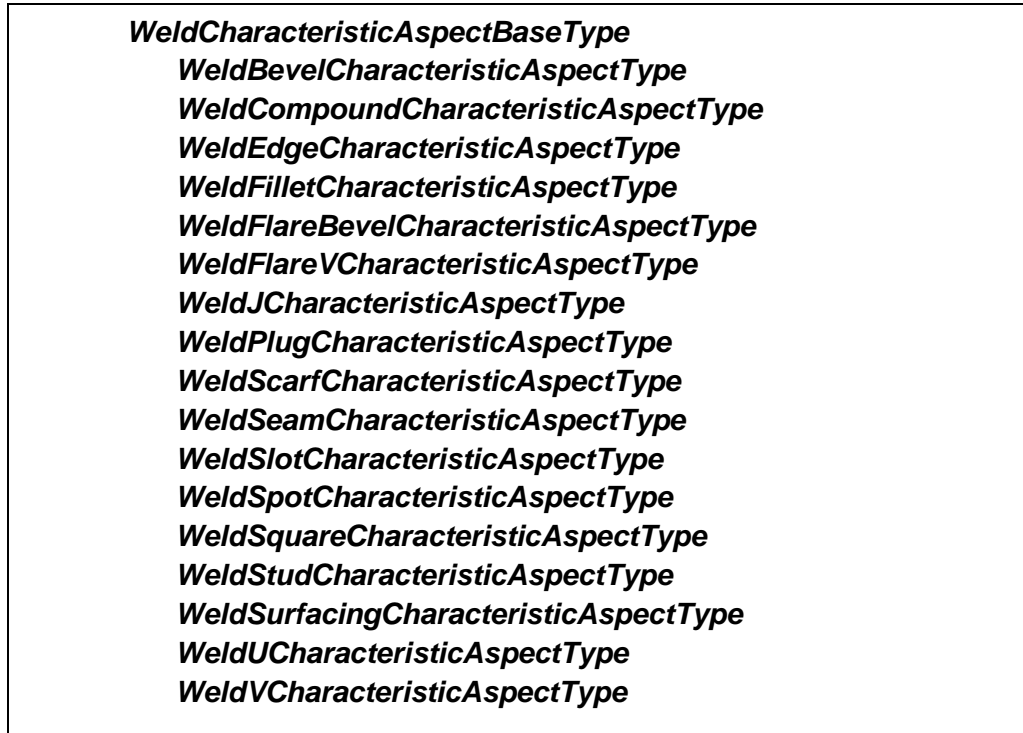 WeldCharacteristicAspectBaseType
WeldBevelCharacteristicAspectType
WeldCompoundCharacteristicAspectType
WeldEdgeCharacteristicAspectType
WeldFilletCharacteristicAspectType
WeldFlareBevelCharacteristicAspectType
WeldFlareVCharacteristicAspectType
WeldJCharacteristicAspectType
WeldPlugCharacteristicAspectType
WeldScarfCharacteristicAspectType
WeldSeamCharacteristicAspectType
WeldSlotCharacteristicAspectType
WeldSpotCharacteristicAspectType
WeldSquareCharacteristicAspectType
WeldStudCharacteristicAspectType
WeldSurfacingCharacteristicAspectType
WeldUCharacteristicAspectType
WeldVCharacteristicAspectType